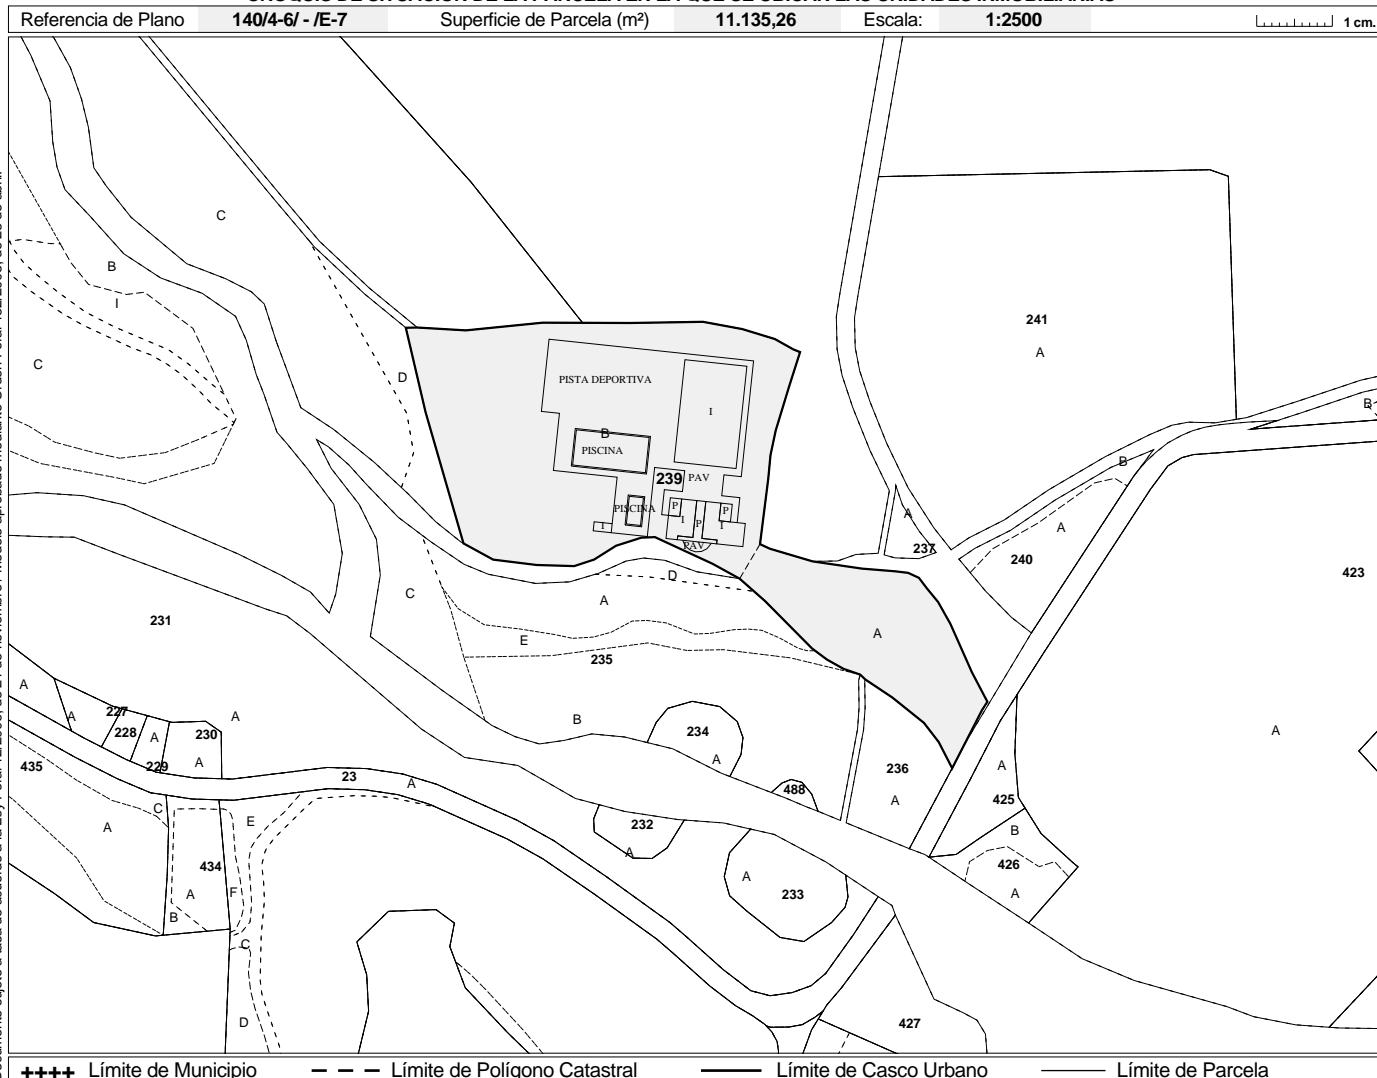 Referencia de Plano 140/4-6/ - /E-7 Superficie de Parcela (m²) 11.135,26 Escala: 1:2500 1 cm.
C
B
I
C
D
241
A
B
PISTA DEPORTIVA
I
B
PISCINA
239 PAV
B
PISCINA
P
P
I
I
P
I
PAV
A
237
A
240
423
D
C
A
A
231
E
235
A
227
A
228
A
229
230
A
A
B
234
A
A
435
23
A
236
A
488
A
425
C
A
E
232
A
B
426
A
434
A
F
B
A
233
C
D
427
++++ Límite de Municipio – – – Límite de Polígono Catastral —— Límite de Casco Urbano —— Límite de Parcela